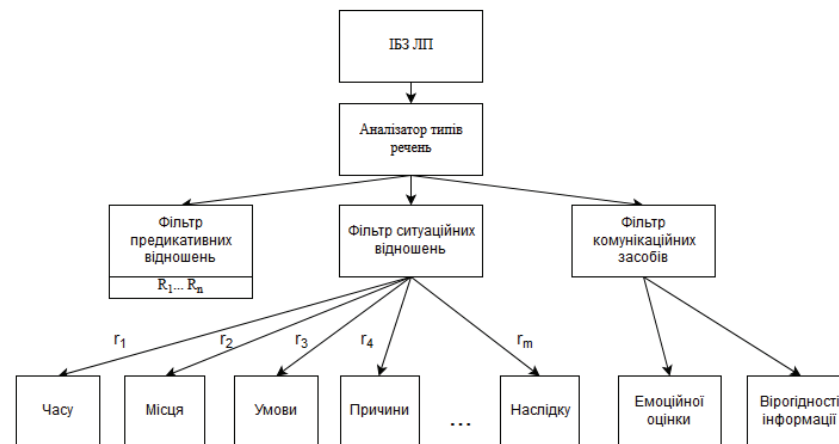 ІБЗ ЛП
Аналізатор типів
речень
Фільтр
предикативних
відношень
R1... Rn
Фільтр ситуаційних
відношень
Фільтр
комунікаційних
засобів
r1
r2
r3
r4
rm
Часу
Місця
Умови
Причини
...
Наслідку
Емоційної
оцінки
Вірогідності
інформації